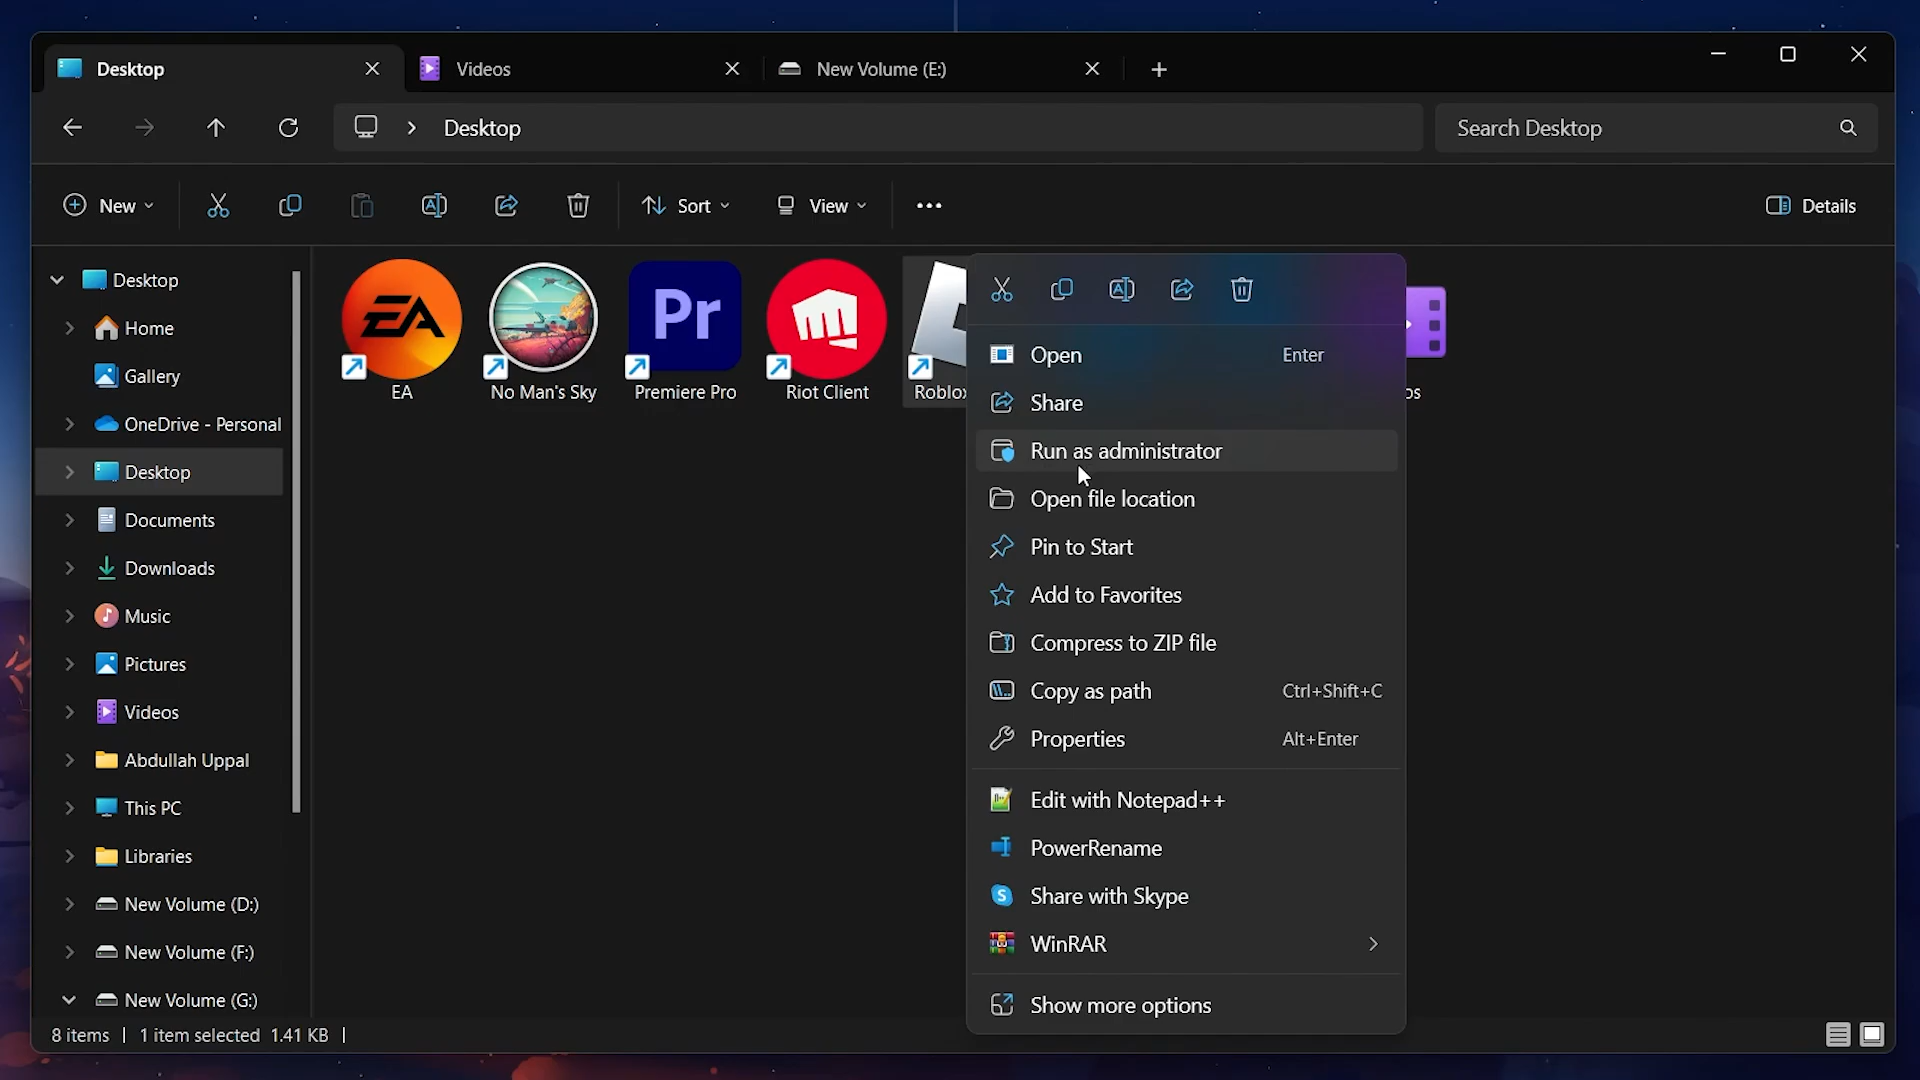 Desktop
Videos
New Volume (E:)
Desktop
Search Desktop
New
Sort
View
Details
Desktop
Home
Gallery
OneDrive - Personal
Desktop
Documents
Downloads
Music
Pictures
Videos
Abdullah Uppal
This PC
Libraries
New Volume (D:)
New Volume (F:)
New Volume (G:)
EA
EA
No Man's Sky
Pr
Premiere Pro
Riot Client
Open Enter
Share
Run as administrator
Open file location
Pin to Start
Add to Favorites
Compress to ZIP file
Copy as path Ctrl+Shift+C
Properties Alt+Enter
Edit with Notepad++
PowerRename
Share with Skype
WinRAR
Show more options
8 items 1 item selected 1.41 KB